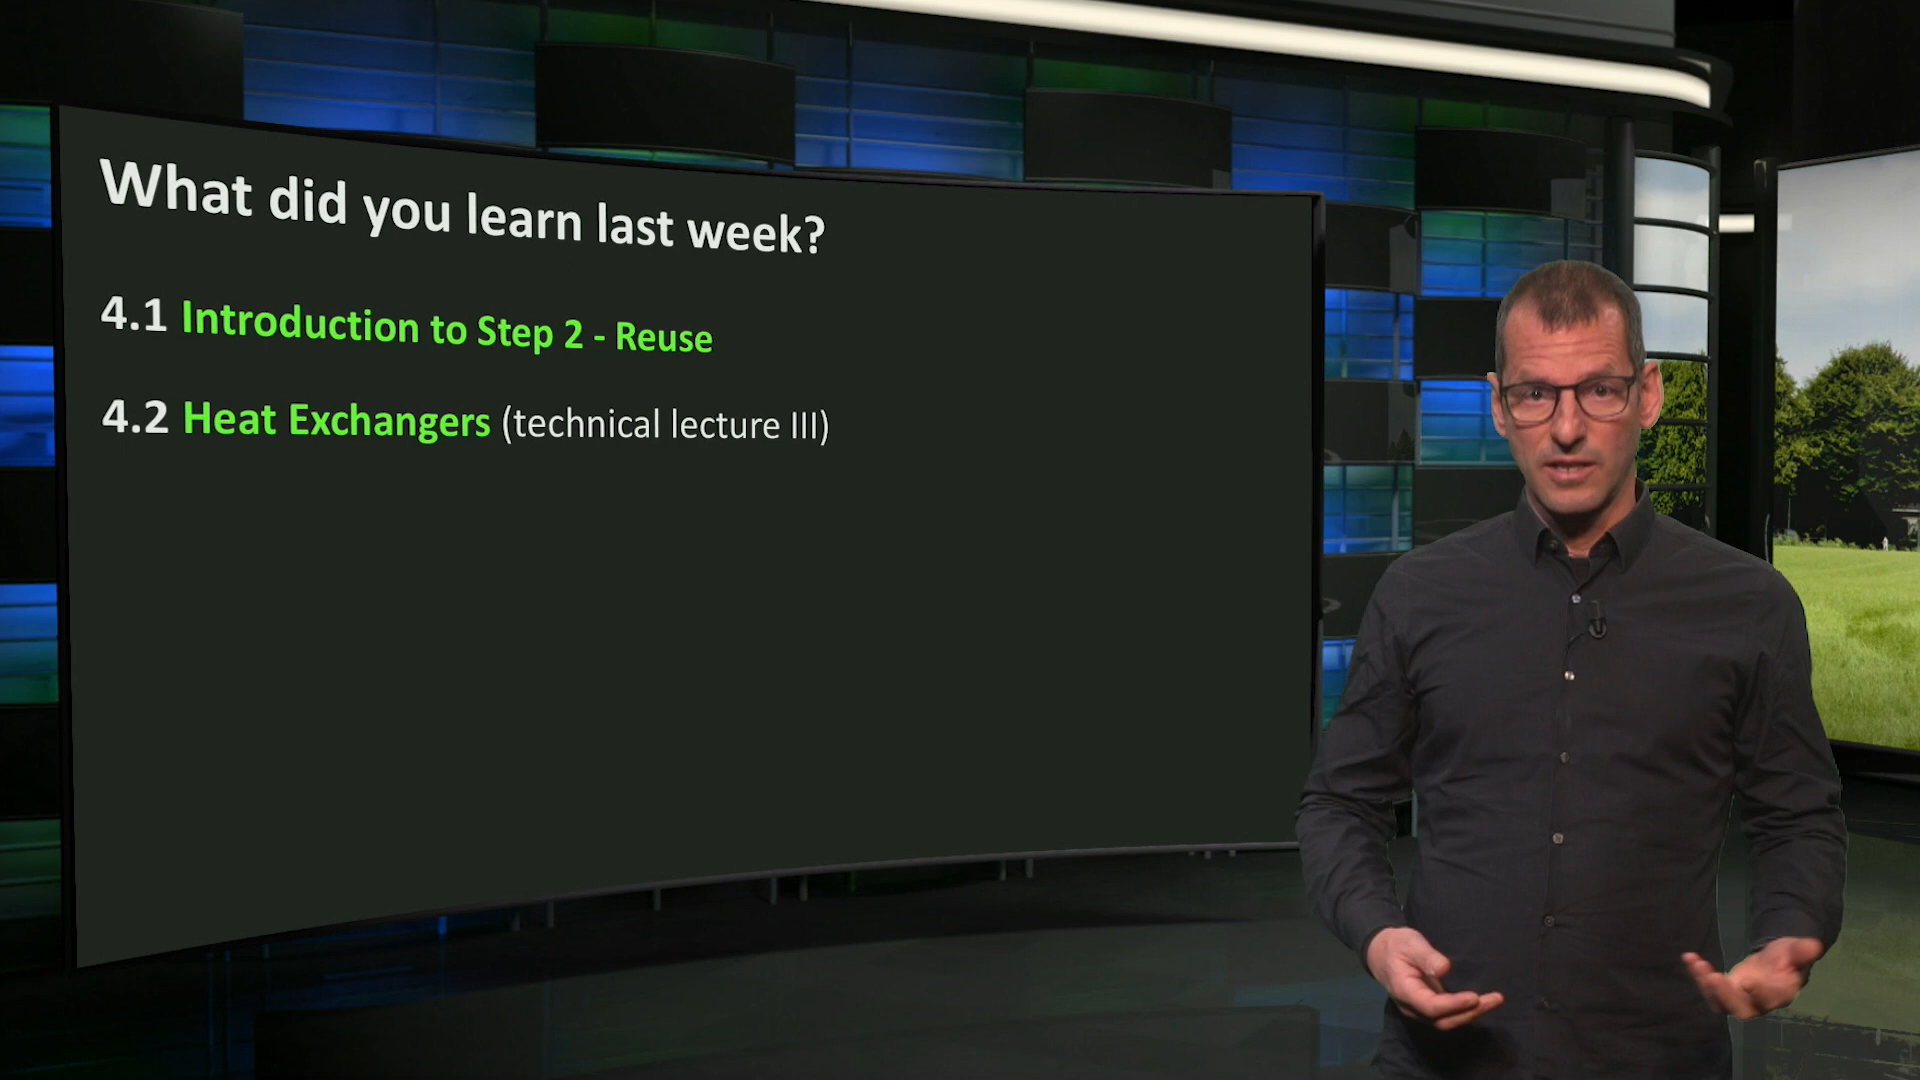 What did you learn last week?
4.1 Introduction to Step 2 - Reuse
4.2 Heat Exchangers (technical lecture III)